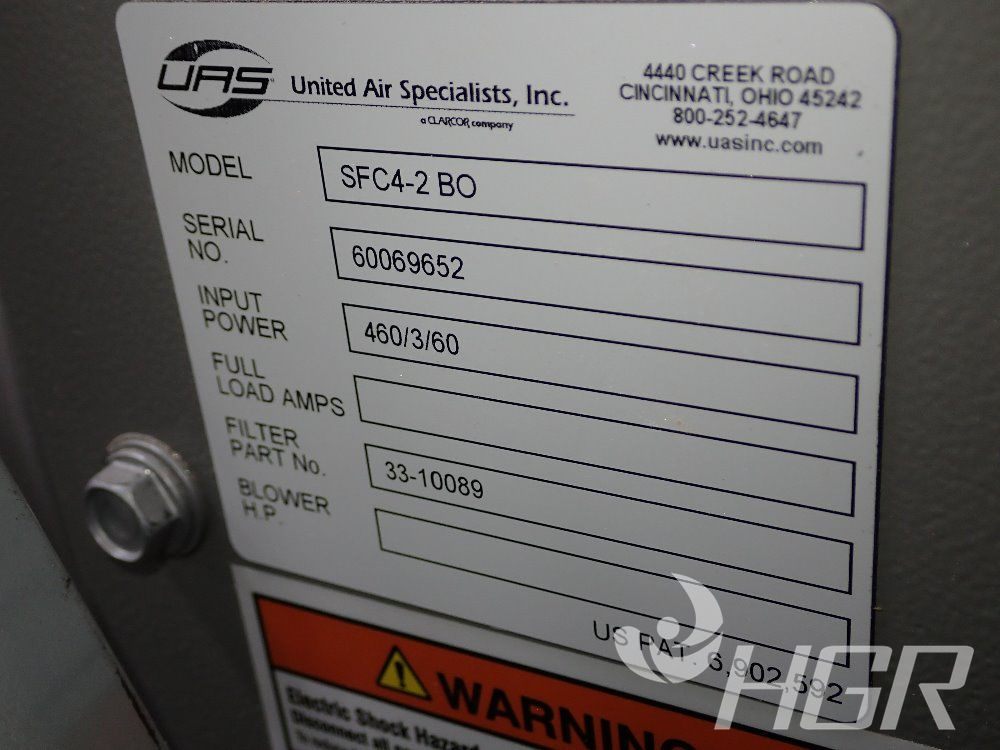 UAS United Air Specialists, Inc.
a CLARCOR company
4440 CREEK ROAD
CINCINNATI, OHIO 45242
800-252-4647
www.uasinc.com
MODEL SFC4-2 BO
SERIAL
NO. 60069652
INPUT
POWER 460/3/60
FULL
LOAD AMPS
FILTER
PART No. 33-10089
BLOWER
H.P.
US PAT. 6,902,592
WARNING
Electric Shock Hazard
Disconnect all
HGR